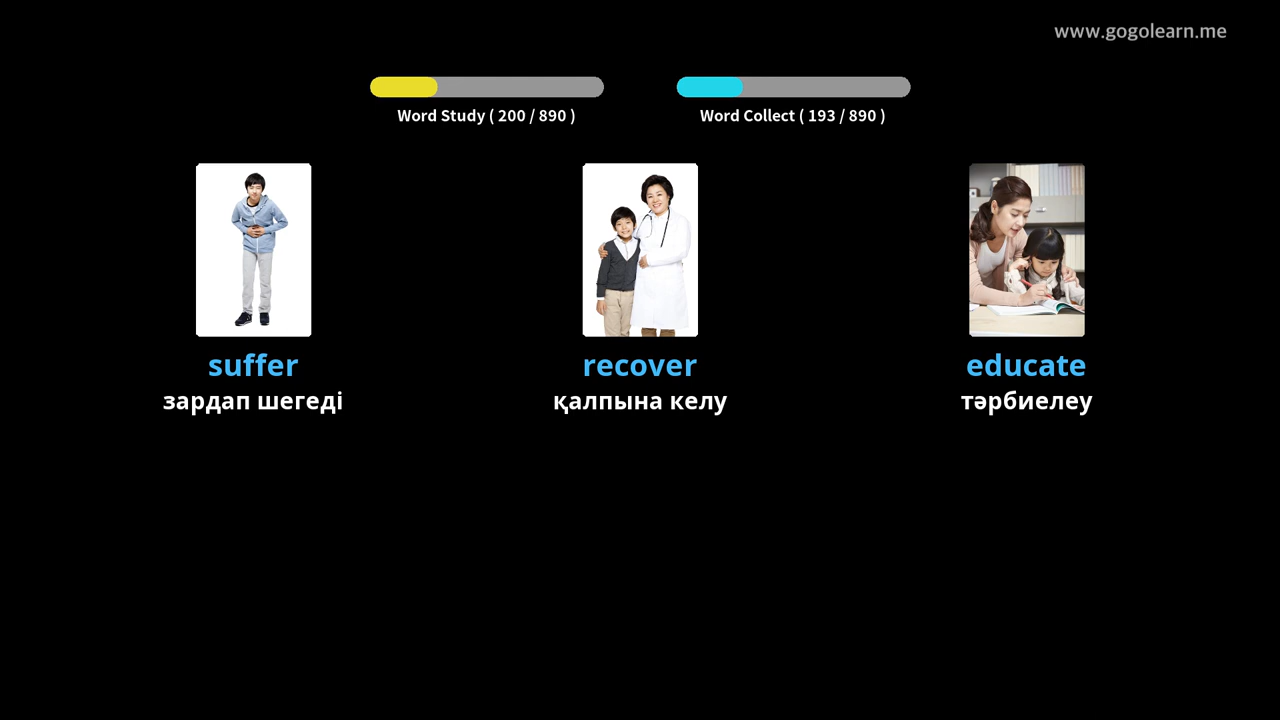 www.gogolearn.me
Word Study ( 200 / 890 )
Word Collect ( 193 / 890 )
suffer
зардап шегеді
recover
қалпына келу
educate
тәрбиелеу